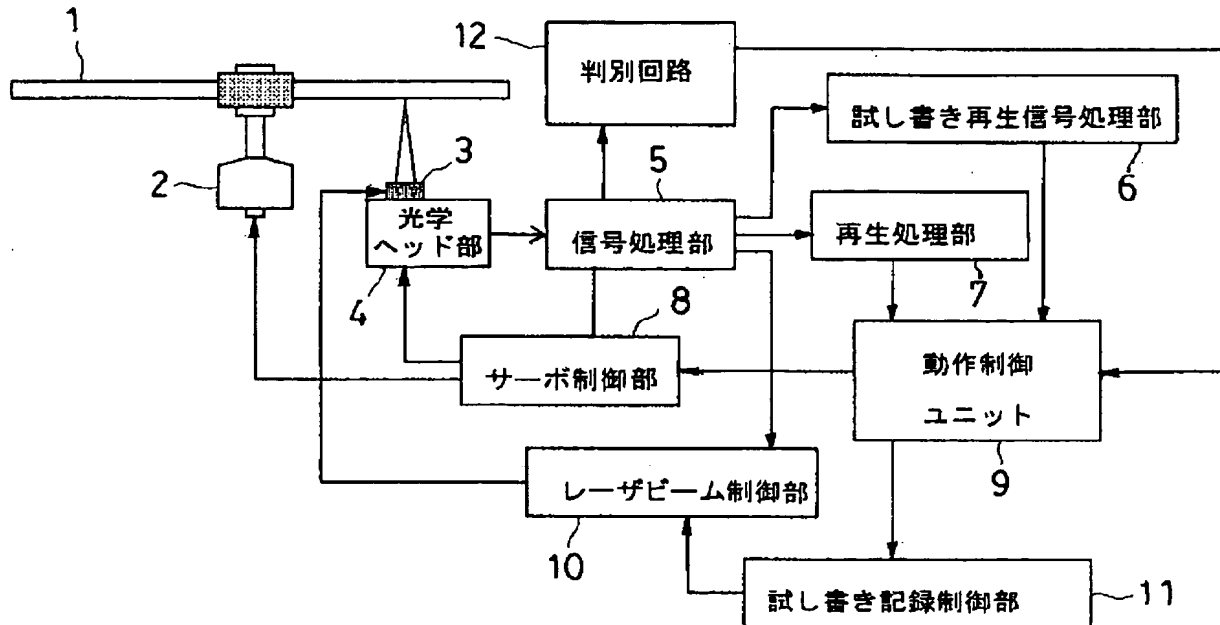 1
12
判別回路
試し書き再生信号処理部
6
2
3
光学
ヘッド部
4
5
信号処理部
再生処理部
7
8
サーボ制御部
動作制御
ユニット
9
レーザビーム制御部
10
試し書き記録制御部
11